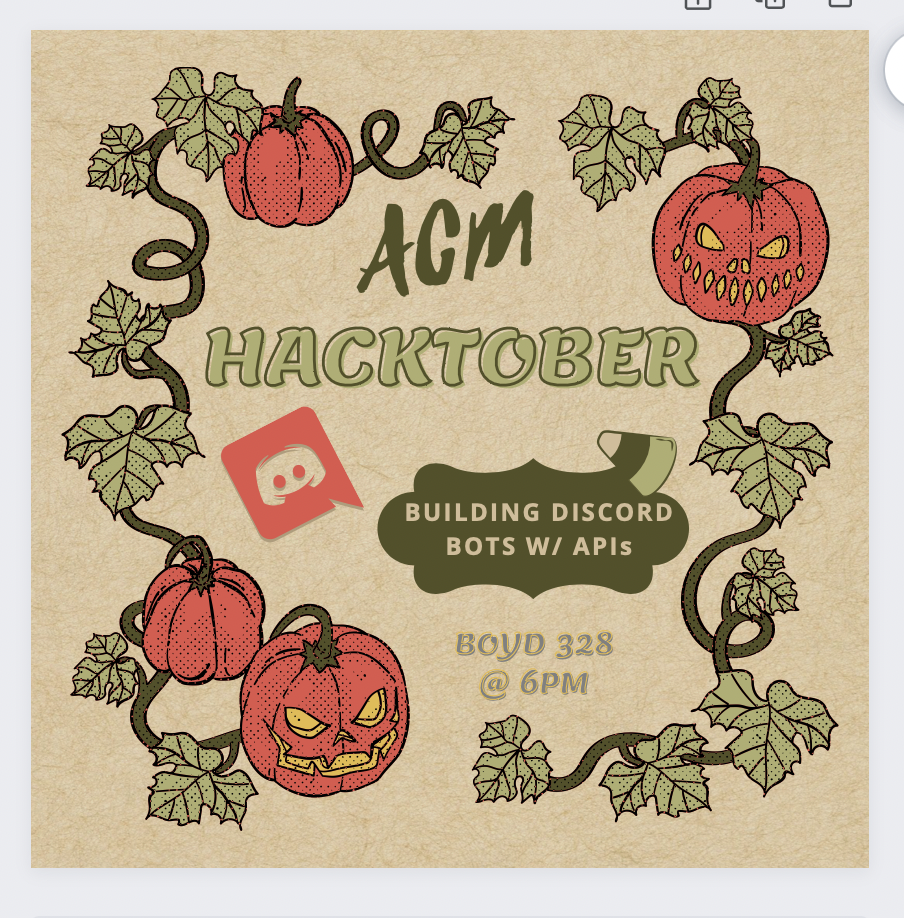 ACM
HACKTOBER
BUILDING DISCORD
BOTS W/ APIs
BOYD 328
@ 6PM